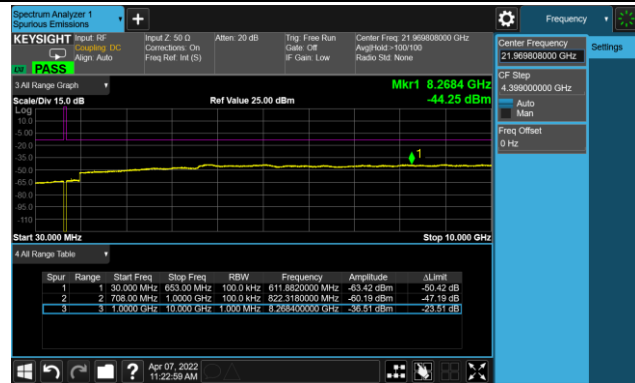 Spectrum Analyzer 1
Spurious Emissions
Frequency
KEYSIGHT
Input: RF
Coupling: DC
Align: Auto
Input Z: 50 Ω
Corrections: On
Freq Ref: Int (S)
Atten: 20 dB
Trig: Free Run
Gate: Off
IF Gain: Low
Center Freq: 21.969808000 GHz
Avg|Hold:>100/100
Radio Std: None
PASS
Center Frequency
21.969808000 GHz
Settings
CF Step
4.399000000 GHz
Auto
Man
Freq Offset
0 Hz
3 All Range Graph
Mkr1 8.2684 GHz
-44.25 dBm
Scale/Div 15.0 dB
Ref Value 25.00 dBm
Log
10.0
-5.00
-20.0
-35.0
-50.0
-65.0
-80.0
-95.0
-110
1
Start 30.000 MHz
Stop 10.000 GHz
4 All Range Table
Spur Range Start Freq Stop Freq RBW Frequency Amplitude ΔLimit
1 1 30.000 MHz 653.00 MHz 100.0 kHz 611.8820000 MHz -63.42 dBm -50.42 dB
2 2 708.00 MHz 1.0000 GHz 100.0 kHz 822.3180000 MHz -60.19 dBm -47.19 dB
3 3 1.0000 GHz 10.000 GHz 1.000 MHz 8.268400000 GHz -36.51 dBm -23.51 dB
Apr 07, 2022
11:22:59 AM